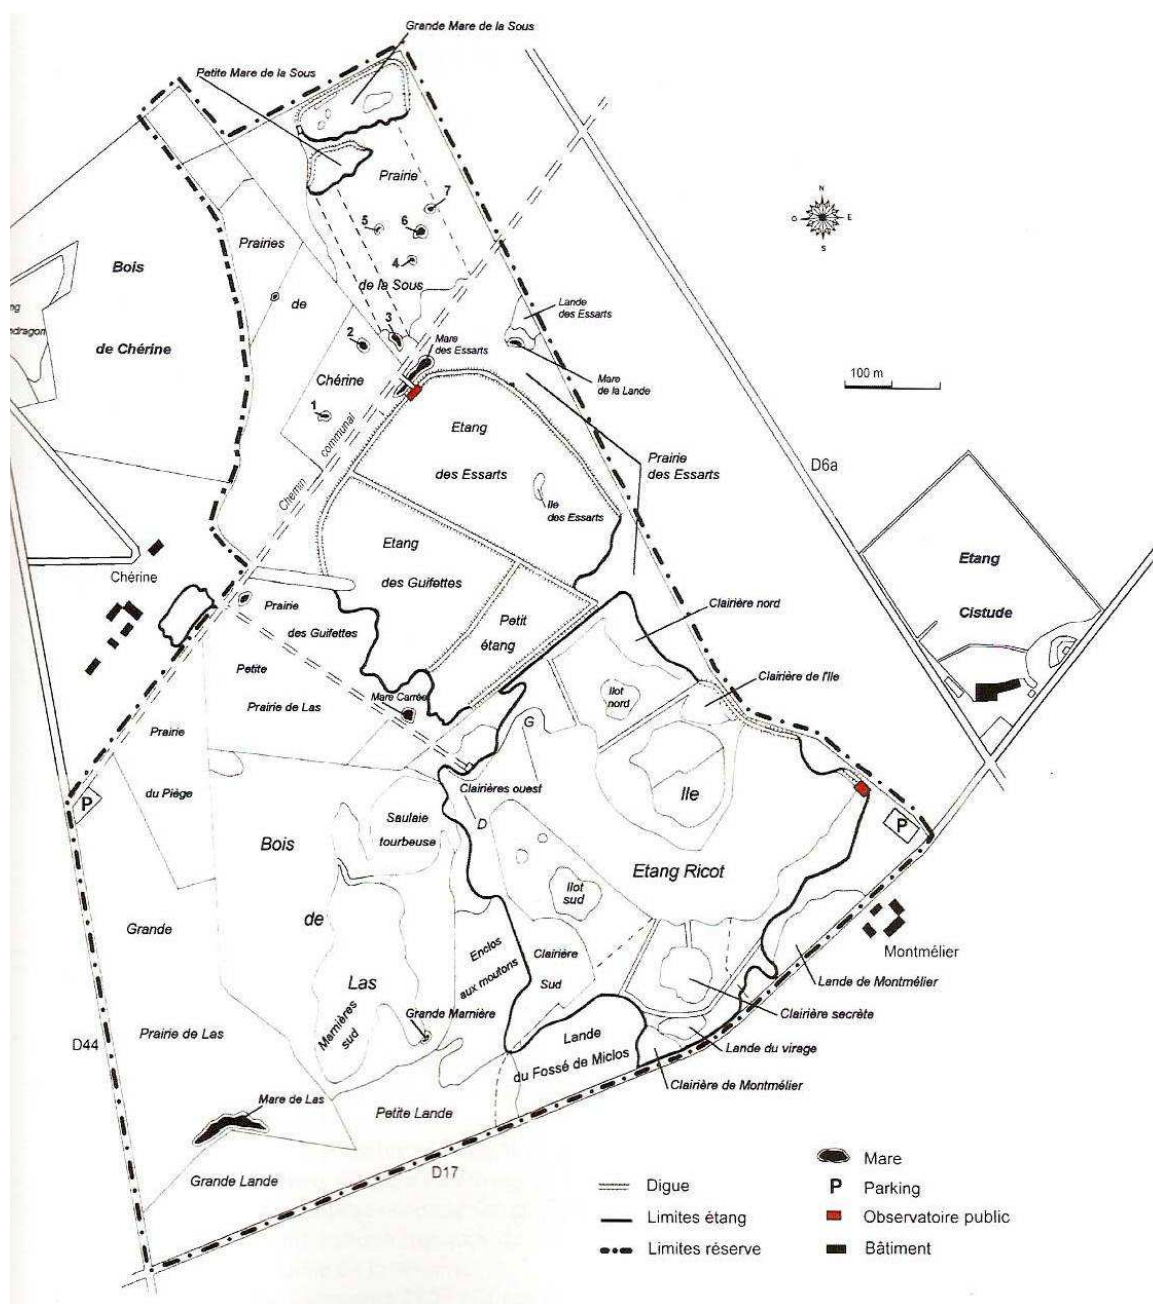 Grande Mare de la Sous
Petite Mare de la Sous
Prairie
7
5
6
4
de la Sous
Prairies
de
Bois
de Chérine
ndragon
N
O
E
S
Lande
des Essarts
3
2
Mare
des Essarts
Mare
de la Lande
100 m
Chérine
1
Chemin communal
Etang
des Essarts
Prairie
des Essarts
D6a
Ile
des Essarts
Etang
des Guifettes
Etang
Cistude
Chérine
Prairie
des Guifettes
Petit
étang
Clairière nord
Petite
Prairie de Las
Mare Carrée
Clairière de l'Ile
Ilot
nord
G
Prairie
du Piège
P
Clairières ouest
D
Ile
Saulaie
tourbeuse
P
Bois
de
Las
Etang Ricot
Ilot
sud
Grande
Prairie de Las
Enclos
aux moutons
Clairière
Sud
Montmélier
Lande de Montmélier
Marnières
sud
Grande Marnière
Clairière secrète
D44
Lande
du Fossé de Miclos
Lande du virage
Clairière de Montmélier
Mare de Las
Petite Lande
Grande Lande
D17
Mare
Digue
P Parking
Limites étang
Observatoire public
Limites réserve
Bâtiment